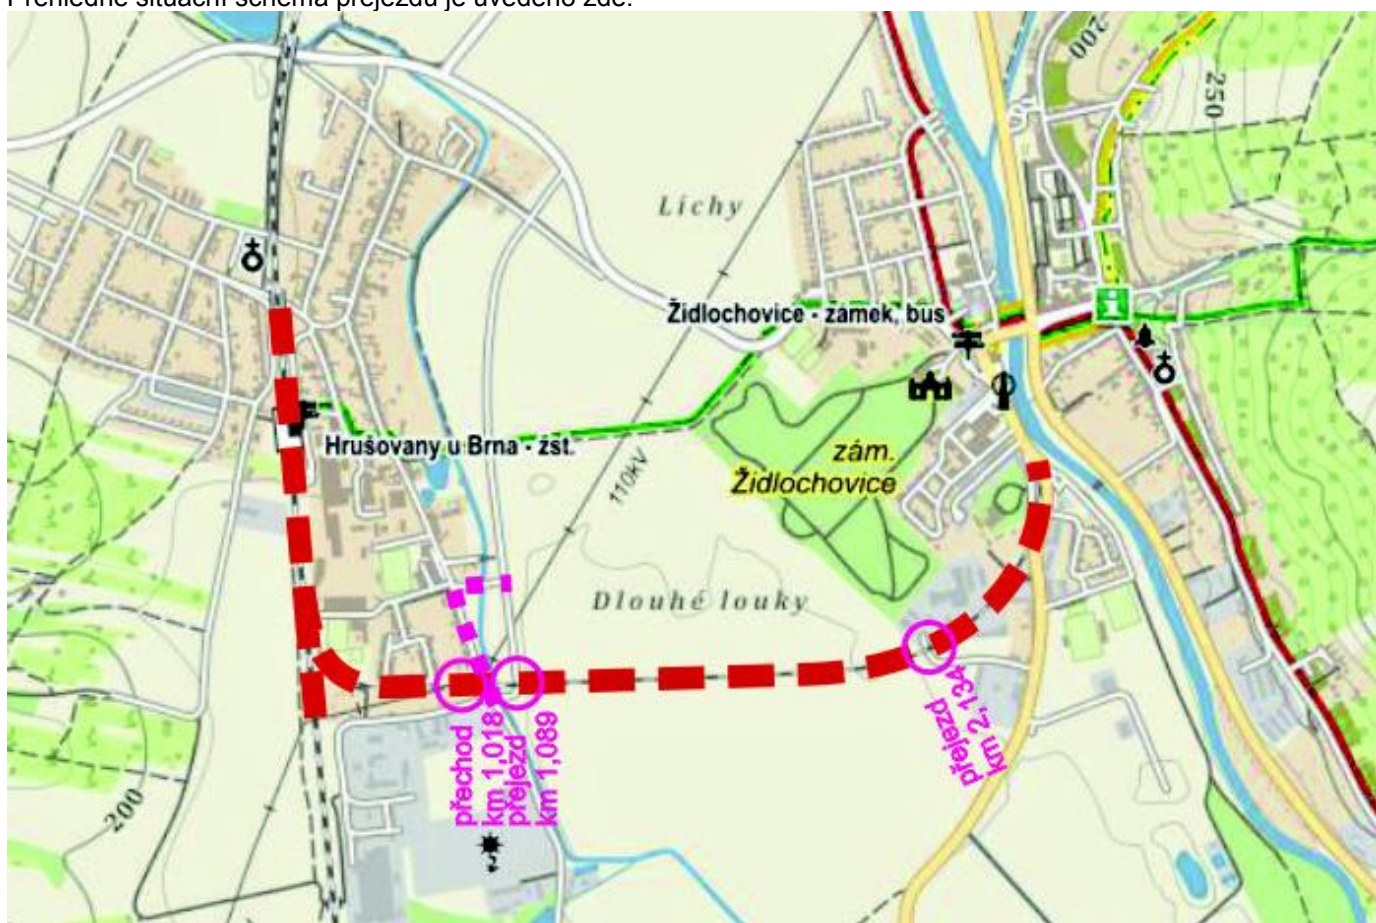 Přehledné situační schéma přejezdů je uvedeno zde:
200
250
Líchy
Židlochovice - zámek, bus
Hrušovany u Brna - žst.
110kV
zám.
Židlochovice
Dlouhé louky
přechod
km 1,018
přejezd
km 1,089
přejezd
km 2,134
200